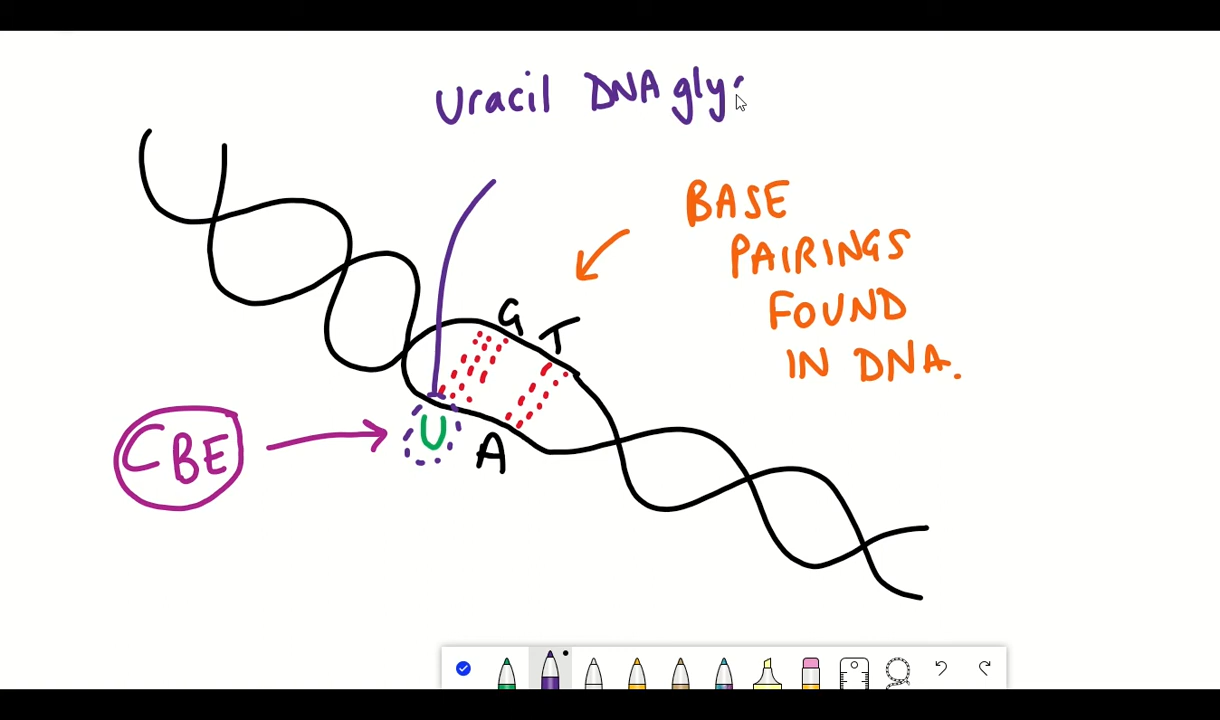 Uracil DNA gly
BASE
PAIRINGS
FOUND
IN DNA.
G T
U A
CBE